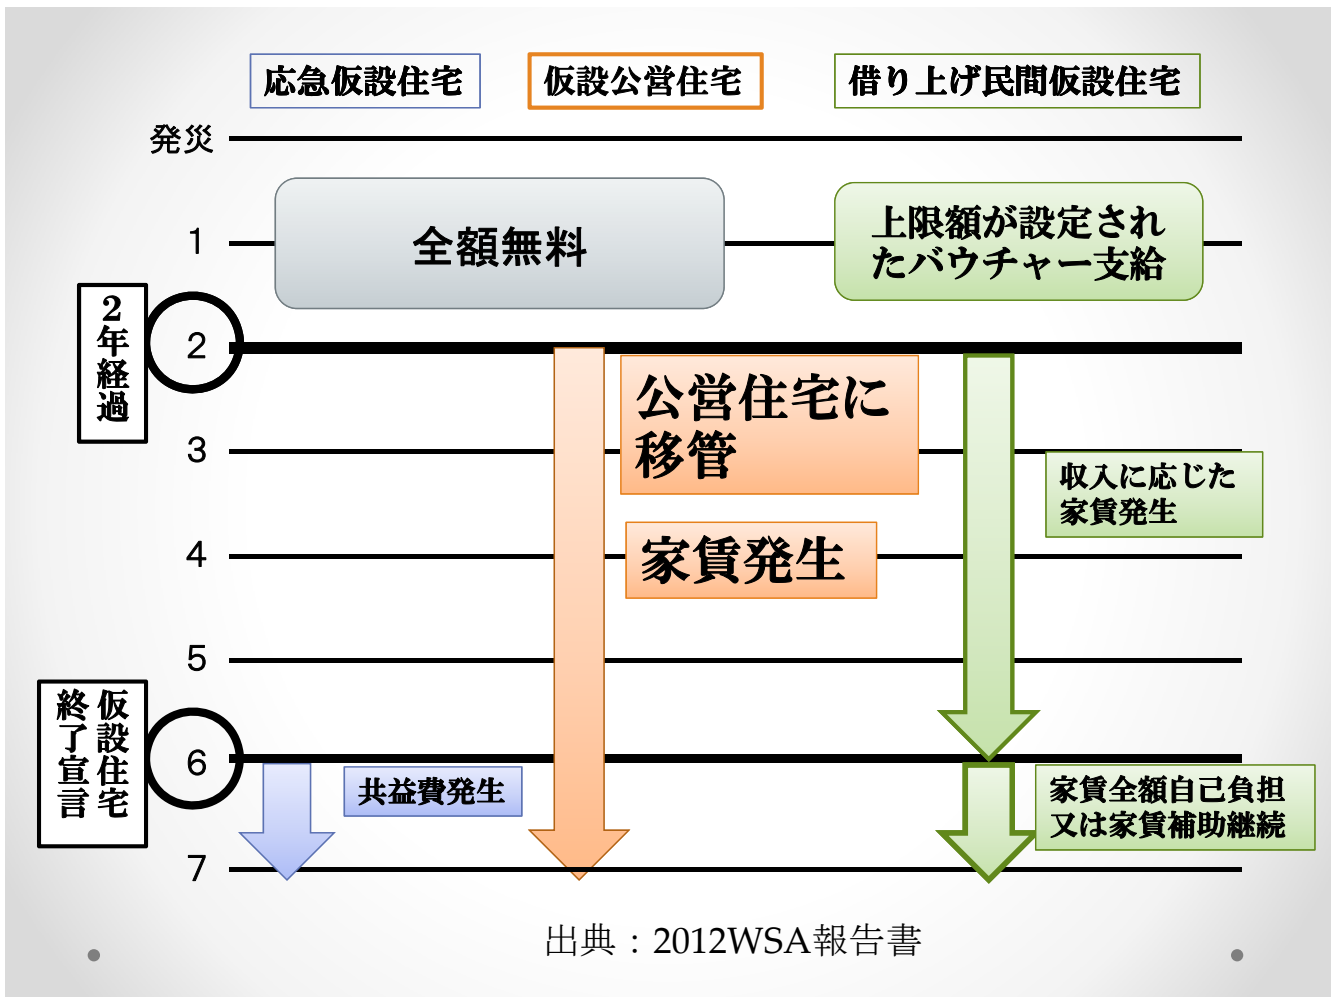 応急仮設住宅
仮設公営住宅
借り上げ民間仮設住宅
発災
1
全額無料
上限額が設定され
たバウチャー支給
2年経過
2
公営住宅に
移管
3
収入に応じた
家賃発生
4
家賃発生
5
仮設住宅
終了宣言
6
共益費発生
家賃全額自己負担
又は家賃補助継続
7
出典：2012WSA報告書